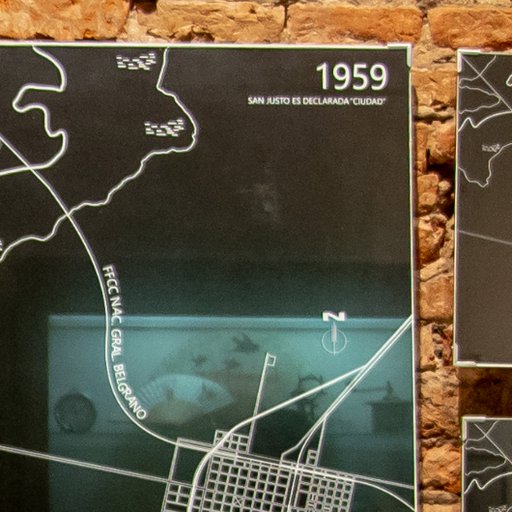 1959
SAN JUSTO ES DECLARADA "CIUDAD"
FFCC NAC. GRAL. BELGRANO
N